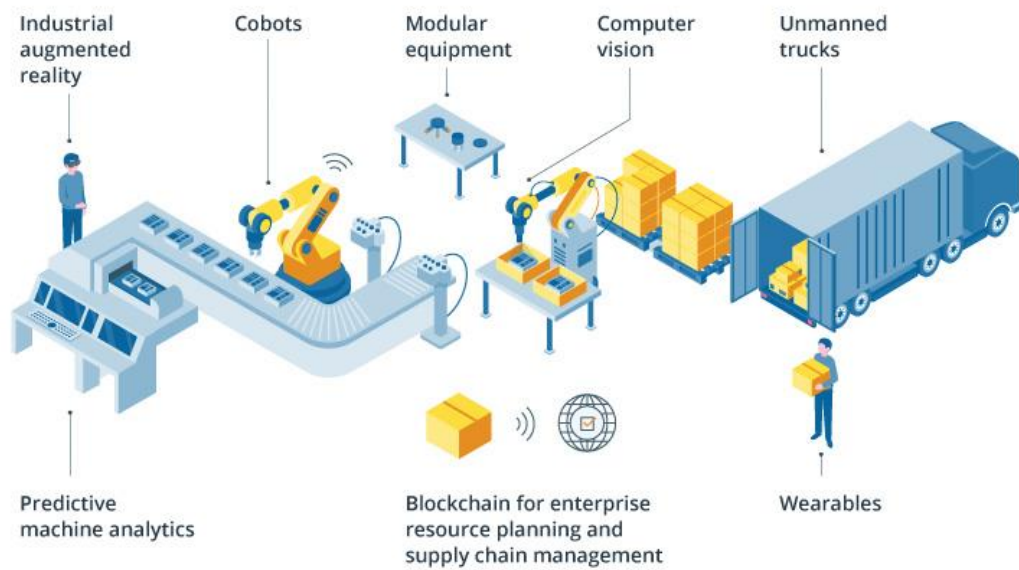 Industrial
augmented
reality
Cobots
Modular
equipment
Computer
vision
Unmanned
trucks
Predictive
machine analytics
Blockchain for enterprise
resource planning and
supply chain management
Wearables